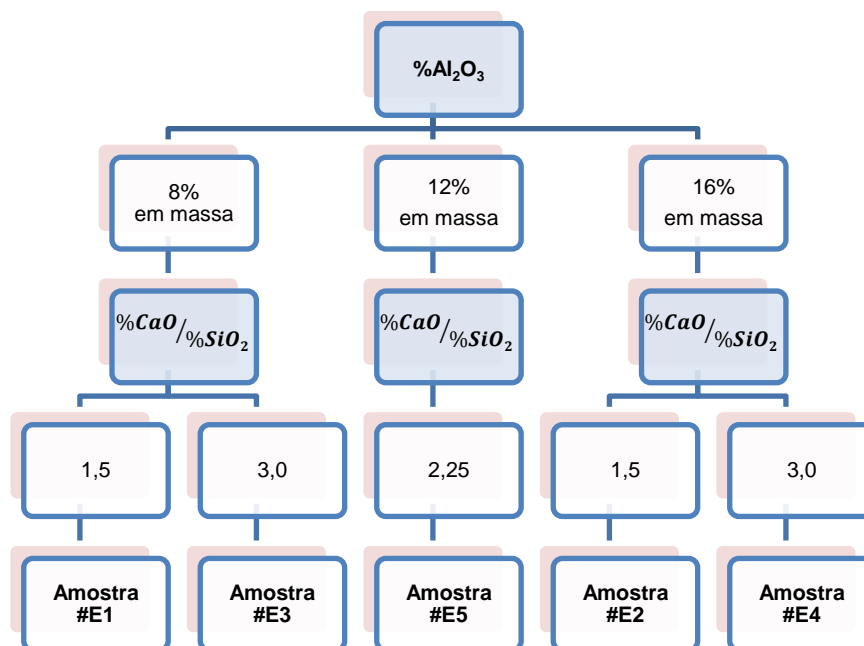 %Al₂O₃
8%
em massa
12%
em massa
16%
em massa
%CaO/%SiO₂
%CaO/%SiO₂
%CaO/%SiO₂
1,5
3,0
2,25
1,5
3,0
Amostra
#E1
Amostra
#E3
Amostra
#E5
Amostra
#E2
Amostra
#E4